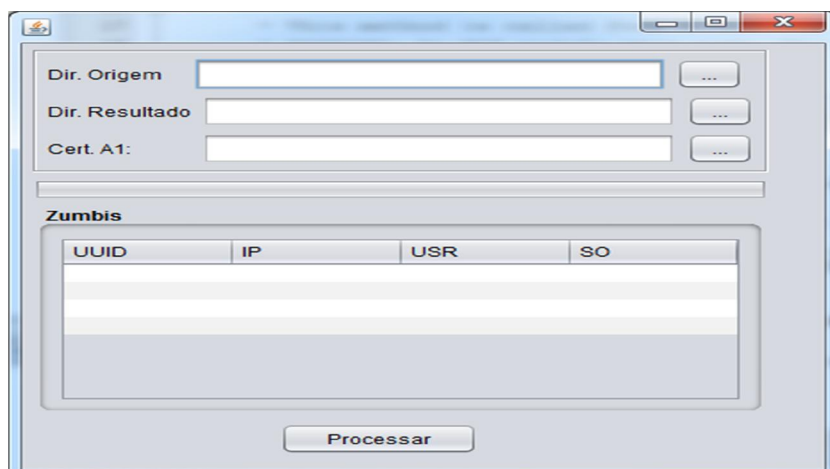 Dir. Origem ...
Dir. Resultado ...
Cert. A1: ...
Zumbis
UUID IP USR SO
Processar